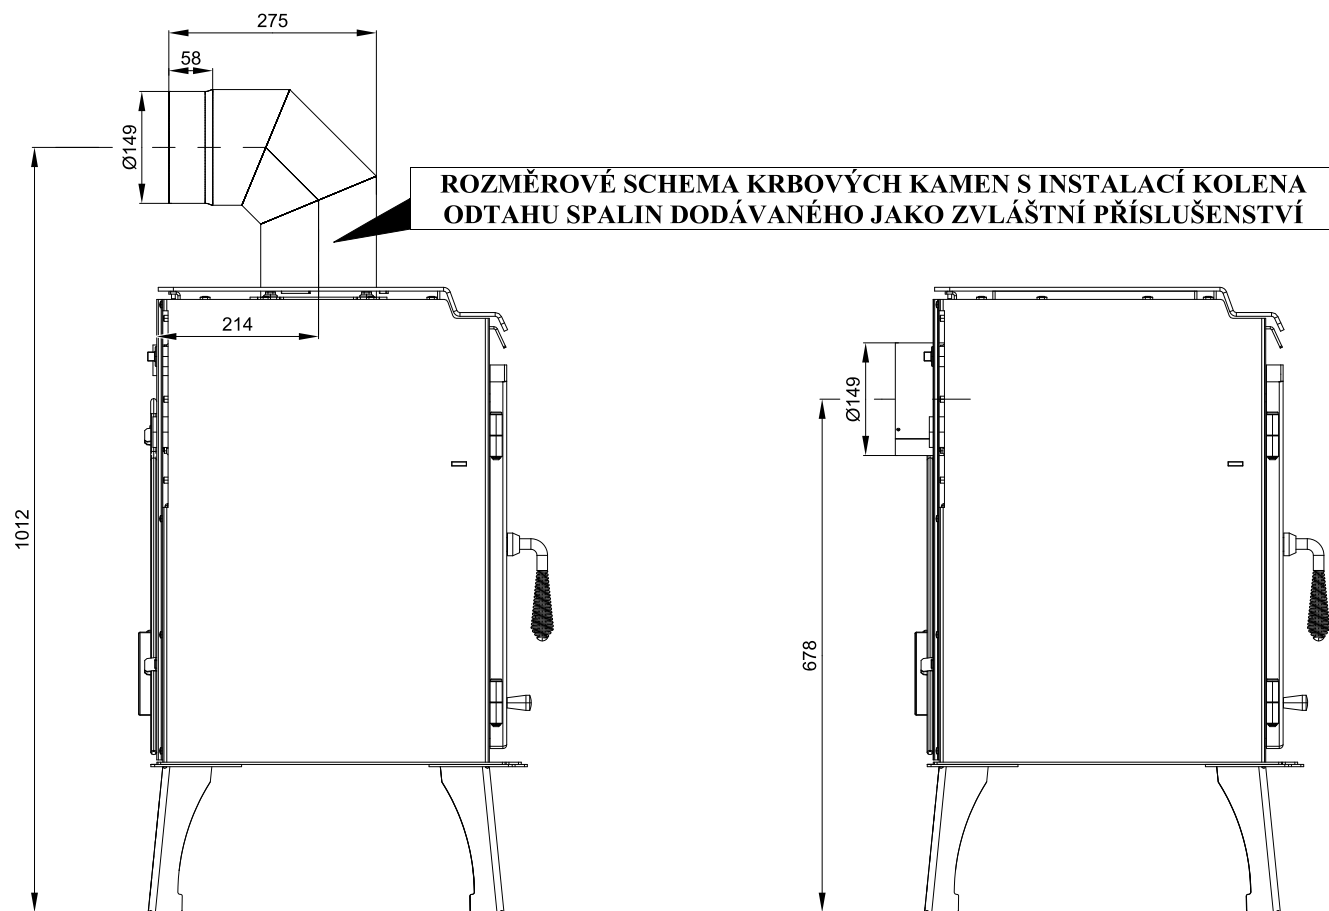 275
58
Ø149
ROZMĚROVÉ SCHEMA KRBOVÝCH KAMEN S INSTALACÍ KOLENA
ODTAHU SPALIN DODÁVANÉHO JAKO ZVLÁŠTNÍ PŘÍSLUŠENSTVÍ
214
Ø149
1012
678